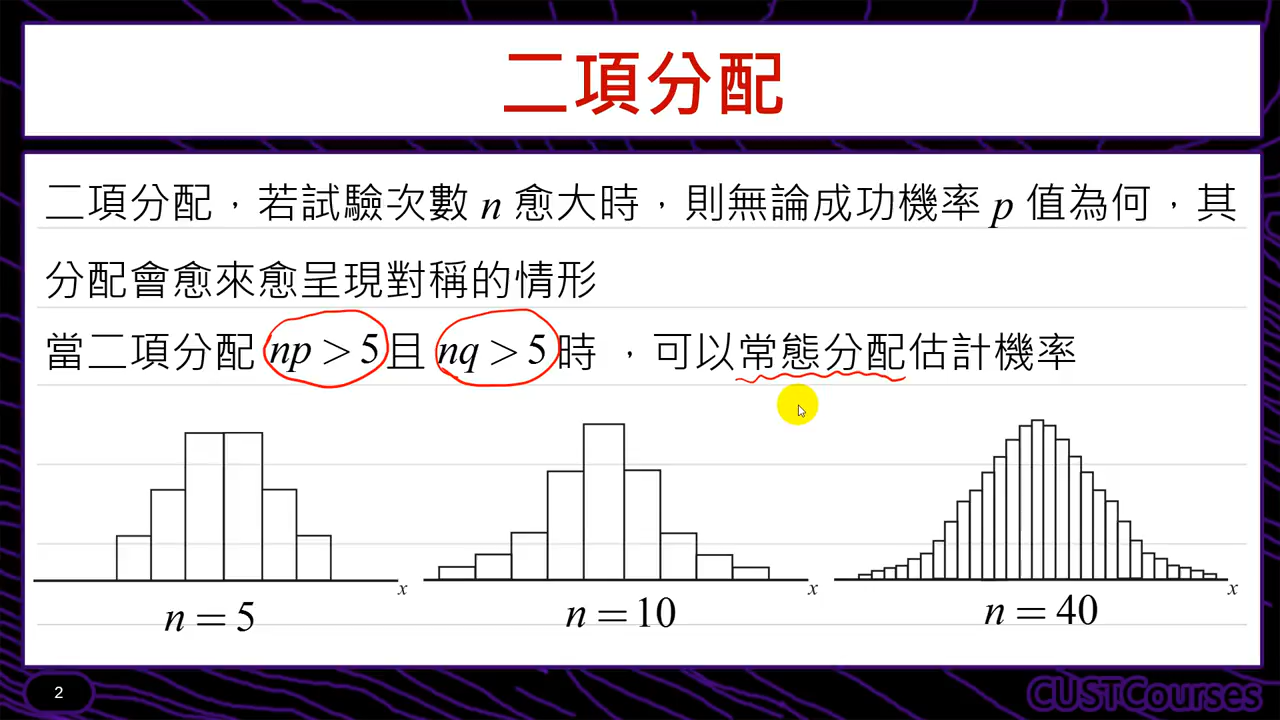 二項分配
二項分配，若試驗次數 n 愈大時，則無論成功機率 p 值為何，其
分配會愈來愈呈現對稱的情形
當二項分配 np > 5 且 nq > 5 時，可以常態分配估計機率
x x x
n = 5 n = 10 n = 40
2
CUSTCourses